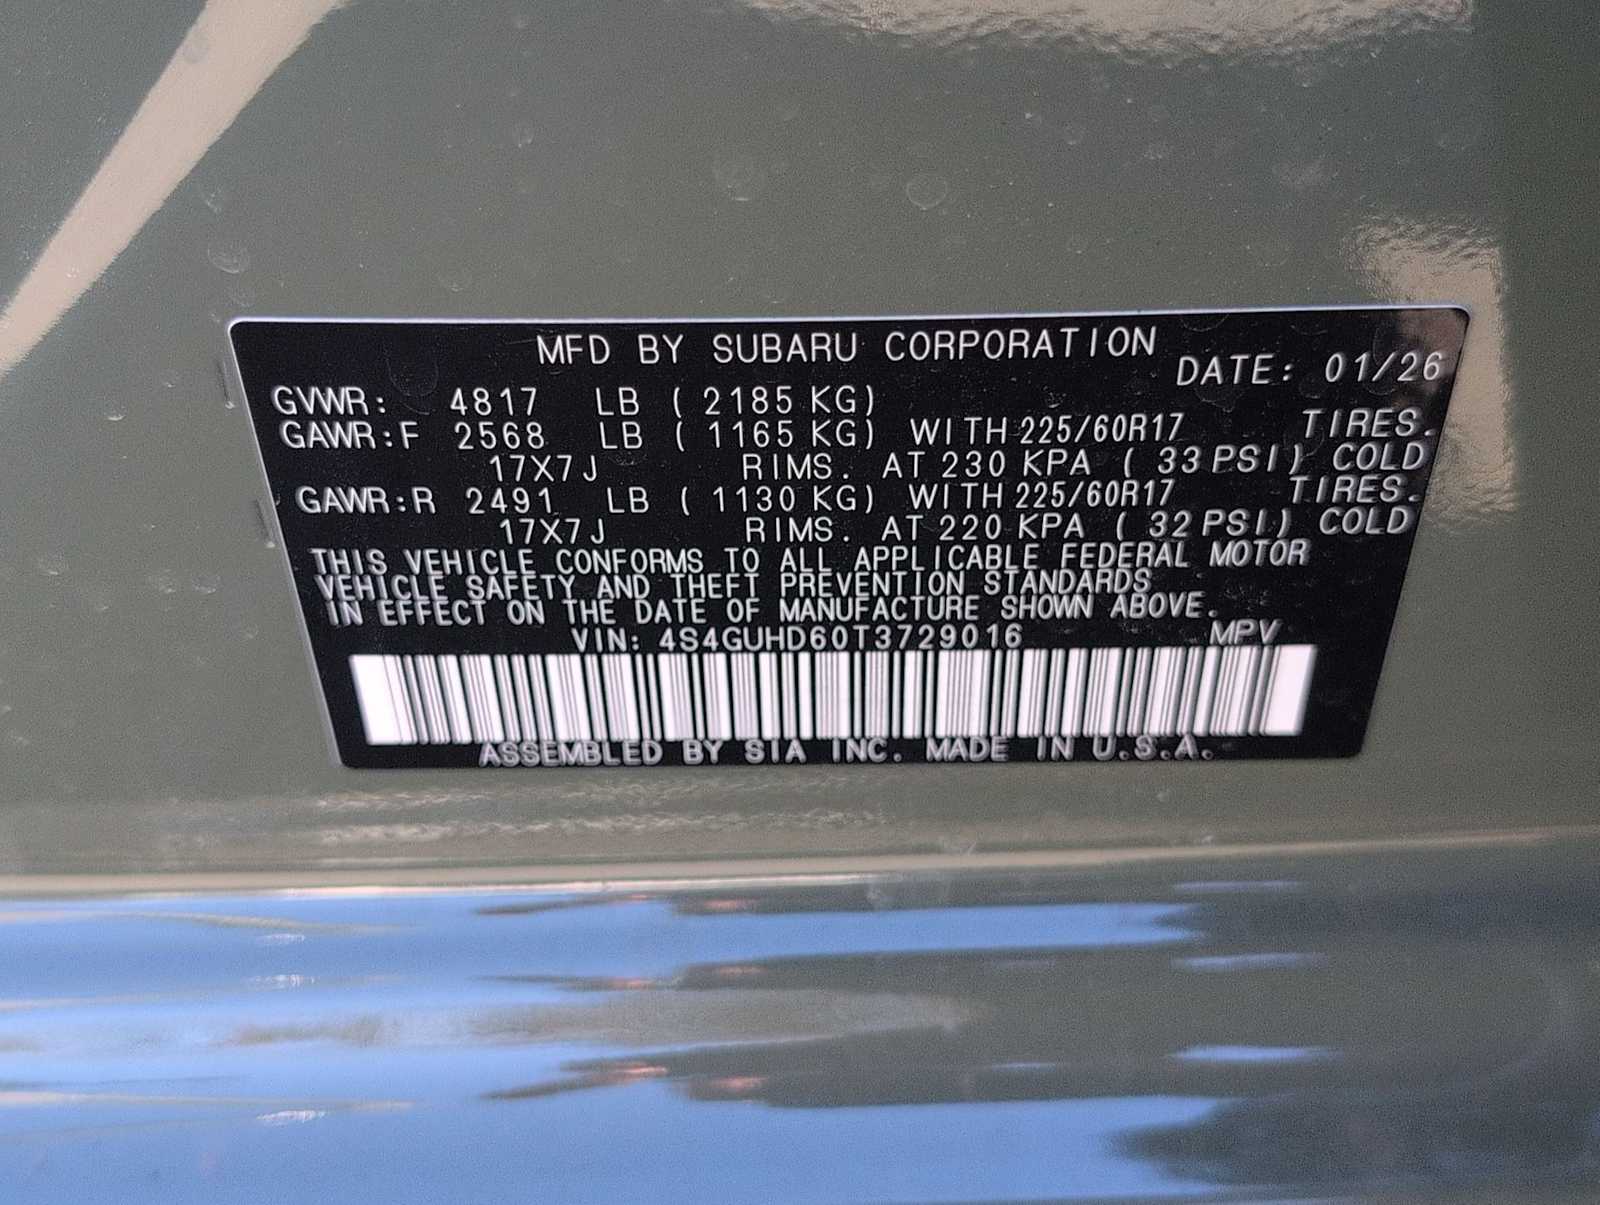 MFD BY SUBARU CORPORATION
DATE: 01/26
GVWR: 4817 LB (2185 KG)
GAWR:F 2568 LB (1165 KG) WITH 225/60R17 TIRES.
17X7J RIMS. AT 230 KPA (33 PSI) COLD
GAWR:R 2491 LB (1130 KG) WITH 225/60R17 TIRES.
17X7J RIMS. AT 220 KPA (32 PSI) COLD
THIS VEHICLE CONFORMS TO ALL APPLICABLE FEDERAL MOTOR
VEHICLE SAFETY AND THEFT PREVENTION STANDARDS
IN EFFECT ON THE DATE OF MANUFACTURE SHOWN ABOVE.
VIN: 4S4GUHD60T3729016 MPV
ASSEMBLED BY SIA INC. MADE IN U.S.A.